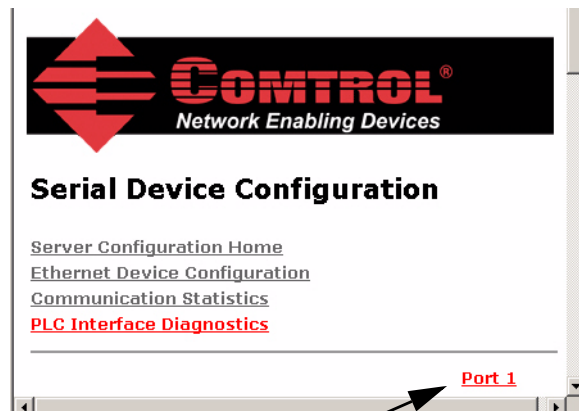 COMTROL®
Network Enabling Devices
Serial Device Configuration
Server Configuration Home
Ethernet Device Configuration
Communication Statistics
PLC Interface Diagnostics
Port 1